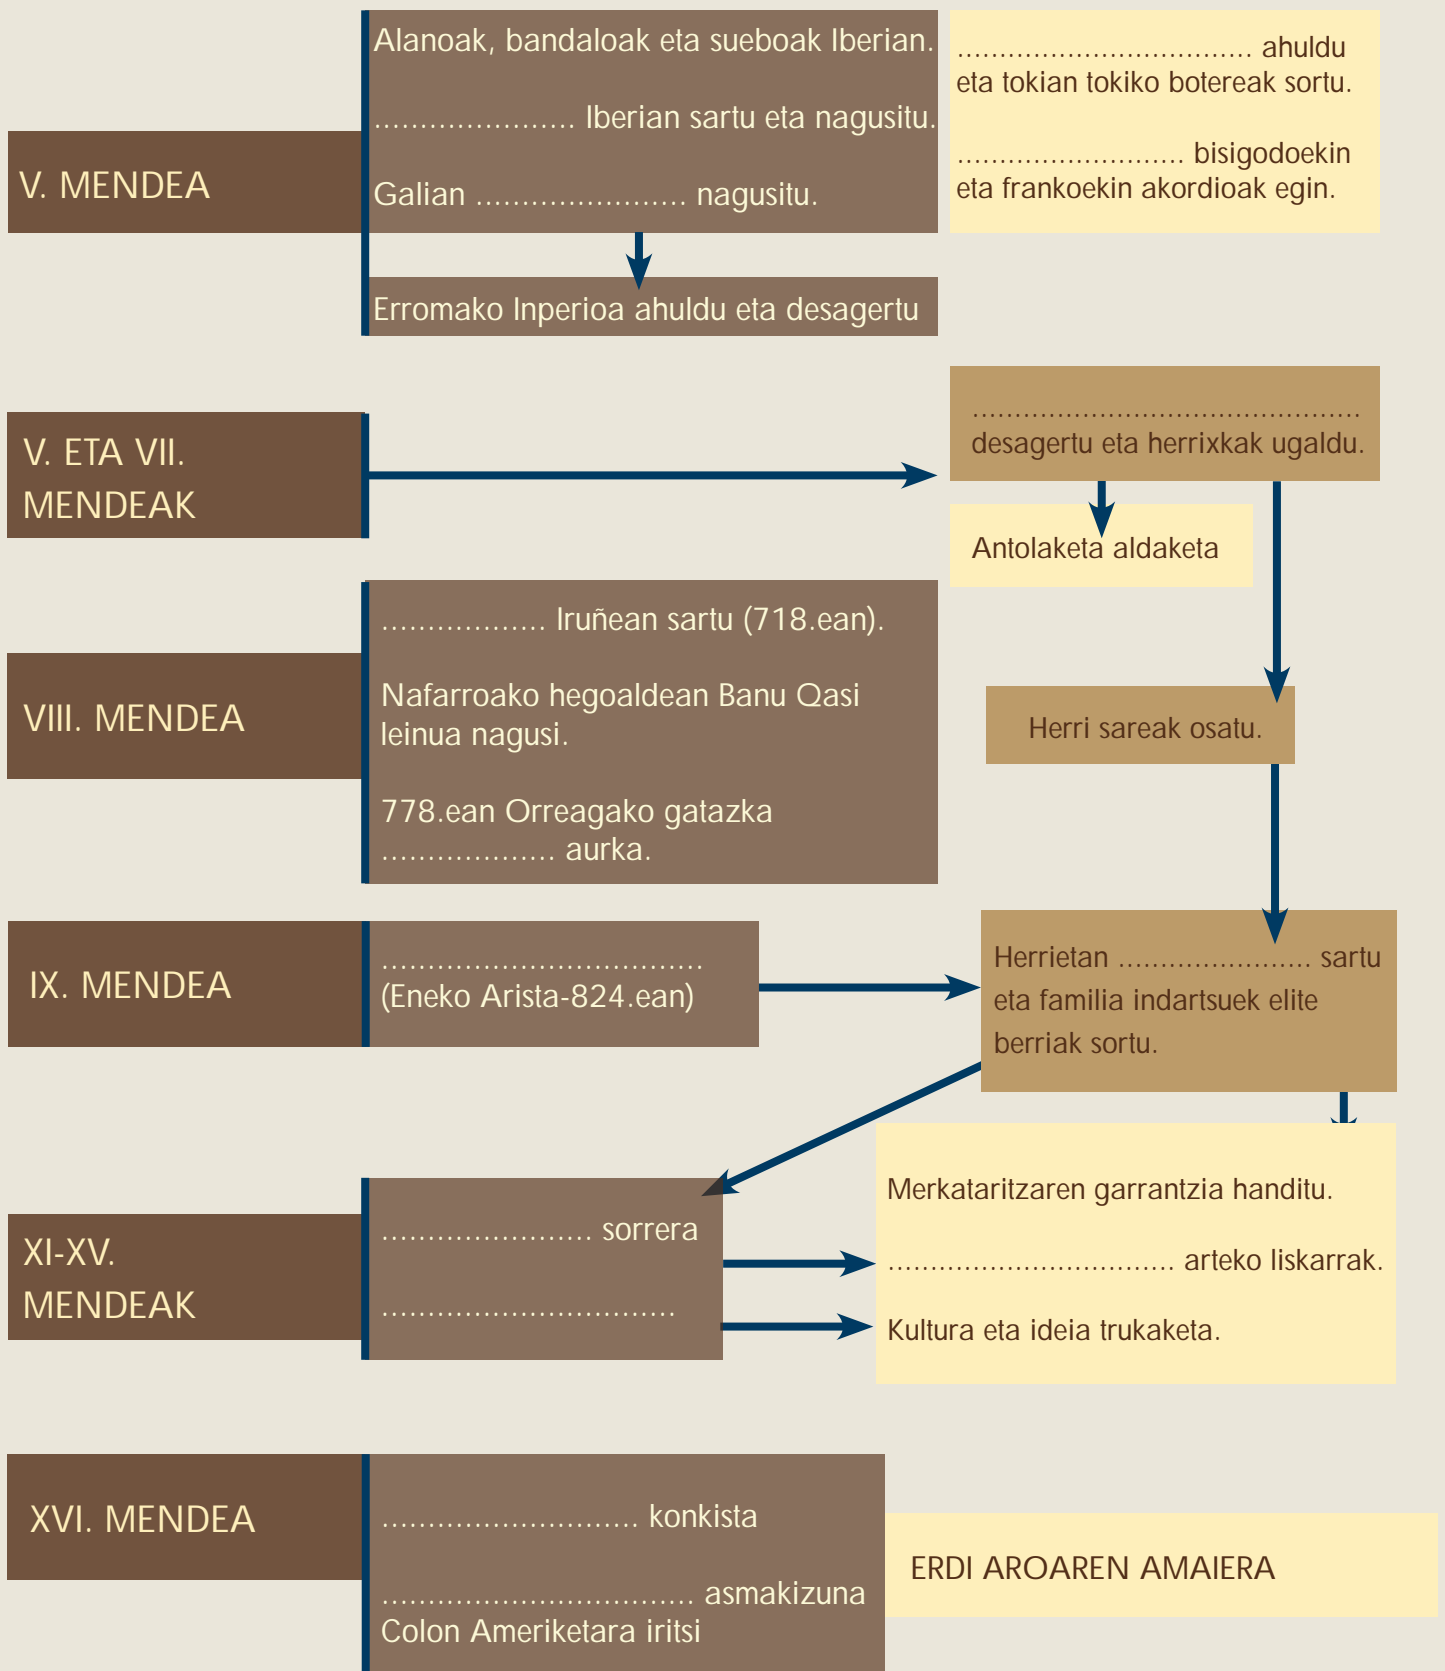 V. MENDEA
Alanoak, bandaloak eta sueboak Iberian.
...................... Iberian sartu eta nagusitu.
Galian ....................... nagusitu.
Erromako Inperioa ahuldu eta desagertu
................................... ahuldu
eta tokian tokiko botereak sortu.
........................... bisigodoekin
eta frankoekin akordioak egin.
V. ETA VII.
MENDEAK
..............................................
desagertu eta herrixkak ugaldu.
Antolaketa aldaketa
VIII. MENDEA
.................. Iruñean sartu (718.ean).
Nafarroako hegoaldean Banu Qasi
leinua nagusi.
778.ean Orreagako gatazka
................... aurka.
Herri sareak osatu.
IX. MENDEA
...................................
(Eneko Arista-824.ean)
Herrietan ....................... sartu
eta familia indartsuek elite
berriak sortu.
XI-XV.
MENDEAK
....................... sorrera
................................
Merkataritzaren garrantzia handitu.
.................................. arteko liskarrak.
Kultura eta ideia trukaketa.
XVI. MENDEA
............................ konkista
.................................. asmakizuna
Colon Ameriketara iritsi
ERDI AROAREN AMAIERA